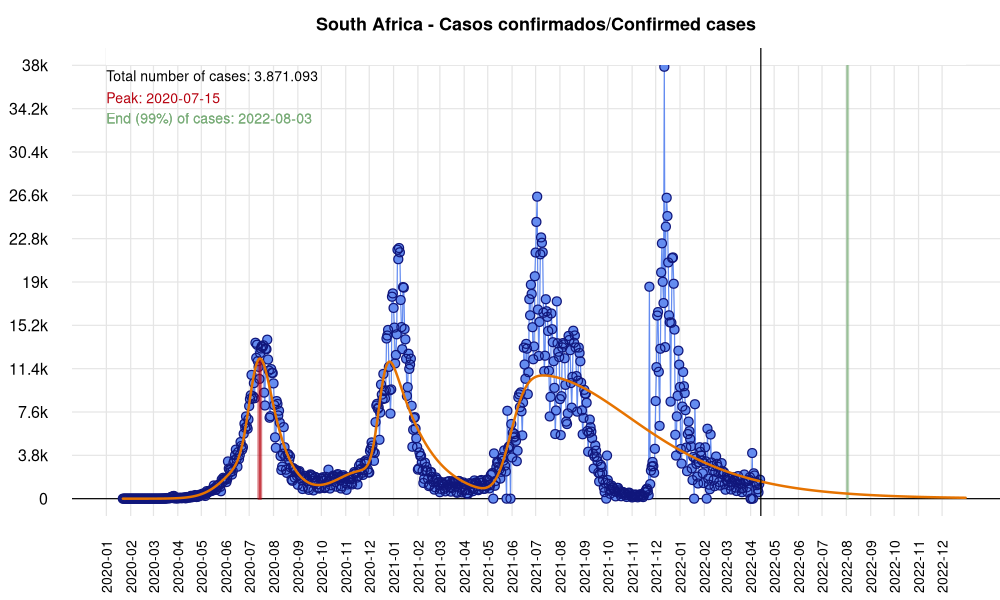 South Africa - Casos confirmados/Confirmed cases
38k
34.2k
30.4k
26.6k
22.8k
19k
15.2k
11.4k
7.6k
3.8k
0
Total number of cases: 3.871.093
Peak: 2020-07-15
End (99%) of cases: 2022-08-03
2020-01
2020-02
2020-03
2020-04
2020-05
2020-06
2020-07
2020-08
2020-09
2020-10
2020-11
2020-12
2021-01
2021-02
2021-03
2021-04
2021-05
2021-06
2021-07
2021-08
2021-09
2021-10
2021-11
2021-12
2022-01
2022-02
2022-03
2022-04
2022-05
2022-06
2022-07
2022-08
2022-09
2022-10
2022-11
2022-12